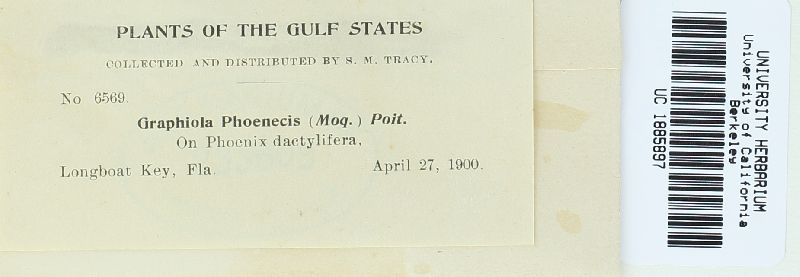 PLANTS OF THE GULF STATES
COLLECTED AND DISTRIBUTED BY S. M. TRACY.
No 6569.
Graphiola Phoenecis (Moq.) Poit.
On Phoenix dactylifera,
Longboat Key, Fla.
April 27, 1900.
UNIVERSITY HERBARIUM
University of California
Berkeley
UC 1885897